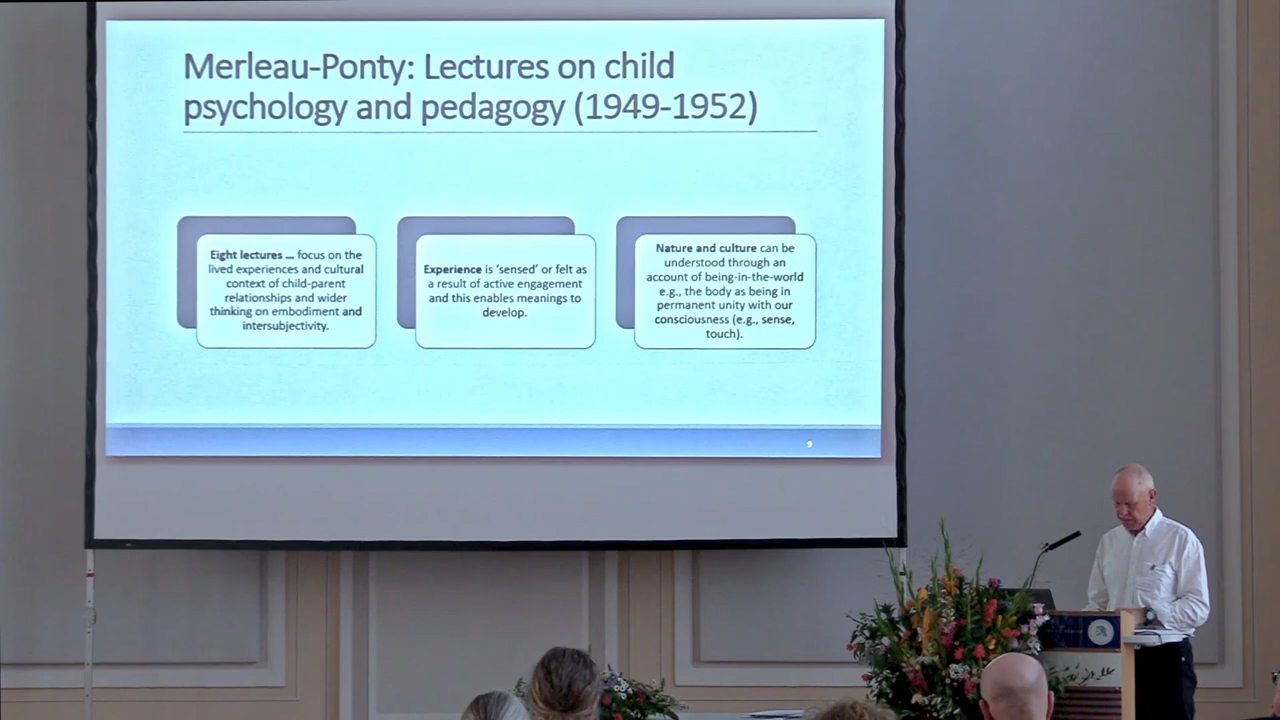 Merleau-Ponty: Lectures on child
psychology and pedagogy (1949-1952)
Eight lectures ... focus on the
lived experiences and cultural
context of child-parent
relationships and wider
thinking on embodiment and
intersubjectivity.
Experience is ‘sensed’ or felt as
a result of active engagement
and this enables meanings to
develop.
Nature and culture can be
understood through an
account of being-in-the-world
e.g., the body as being in
permanent unity with our
consciousness (e.g., sense,
touch).
9